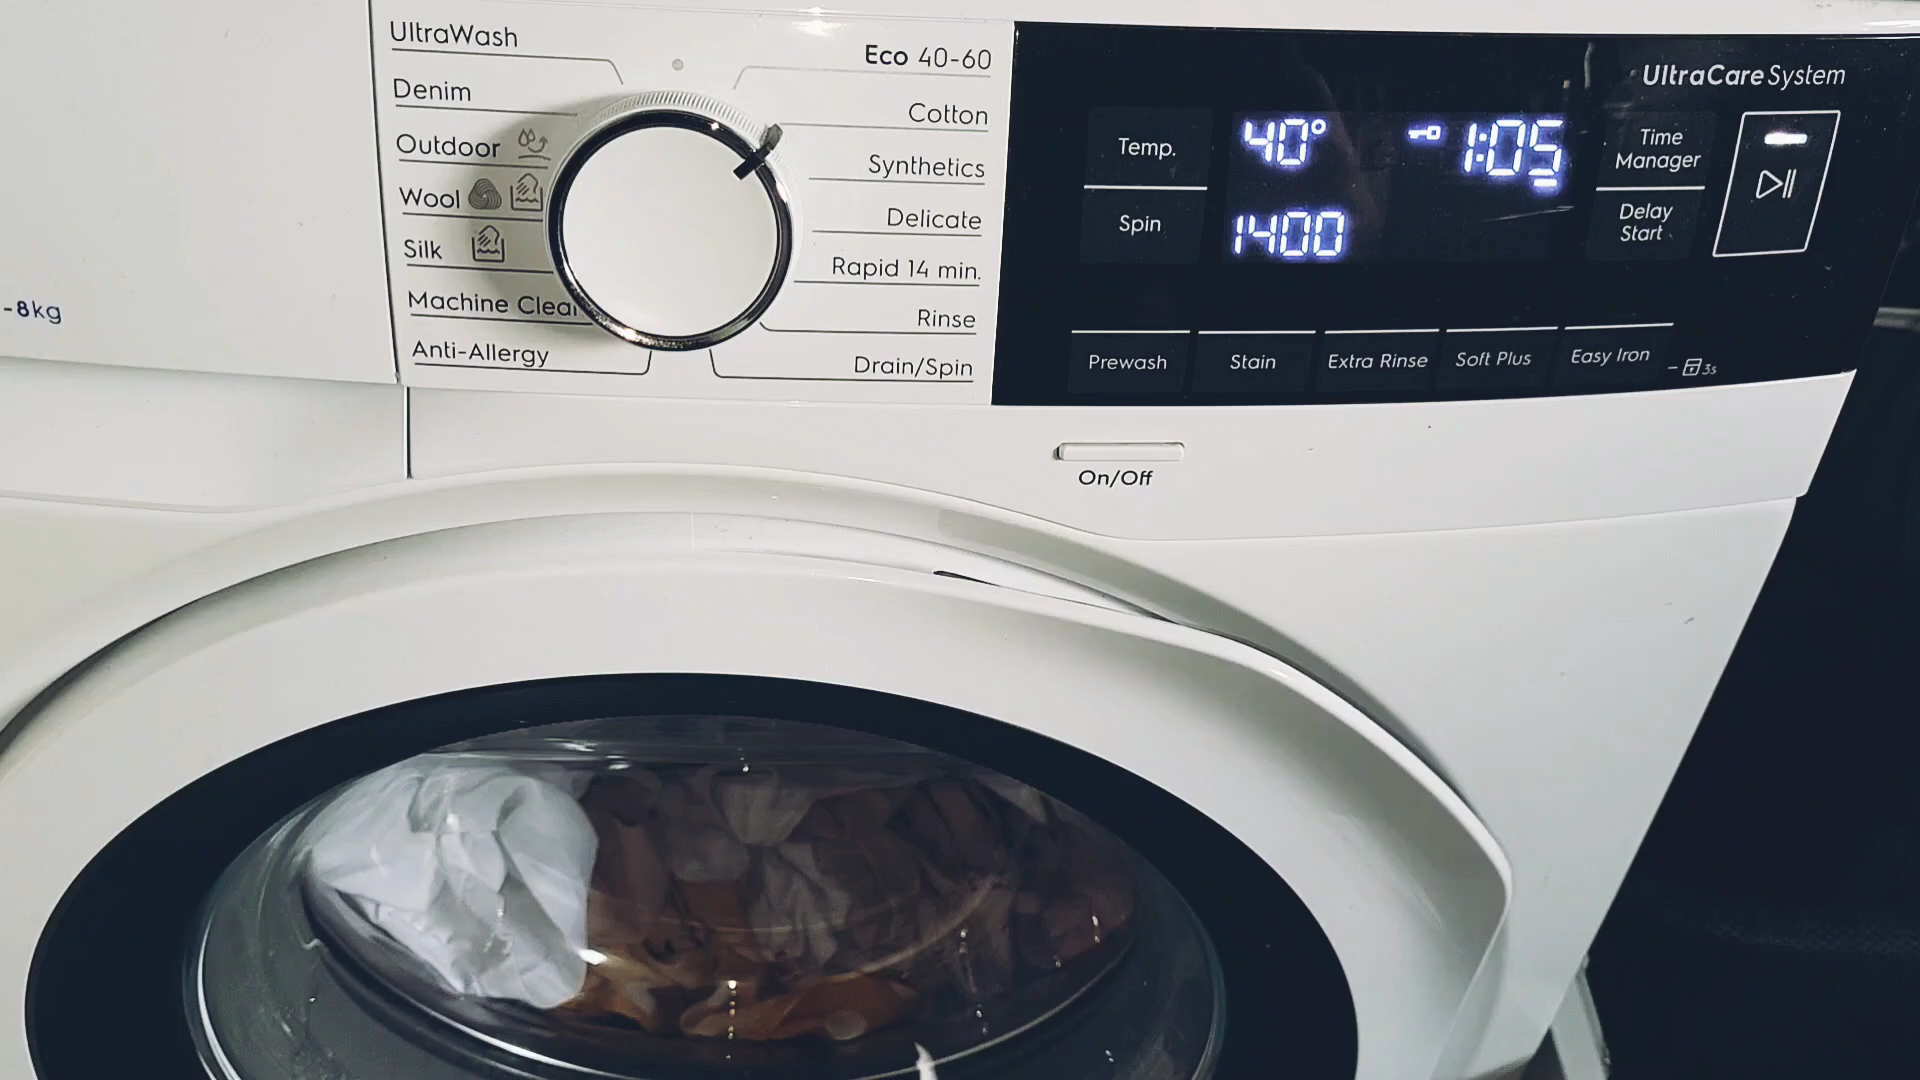 UltraWash
Denim
Outdoor
Wool
Silk
Machine Clean
Anti-Allergy
Eco 40-60
Cotton
Synthetics
Delicate
Rapid 14 min.
Rinse
Drain/Spin
-8kg
UltraCare System
Temp.
40°
1:05
Time
Manager
Spin
1400
Delay
Start
Prewash
Stain
Extra Rinse
Soft Plus
Easy Iron
3s
On/Off